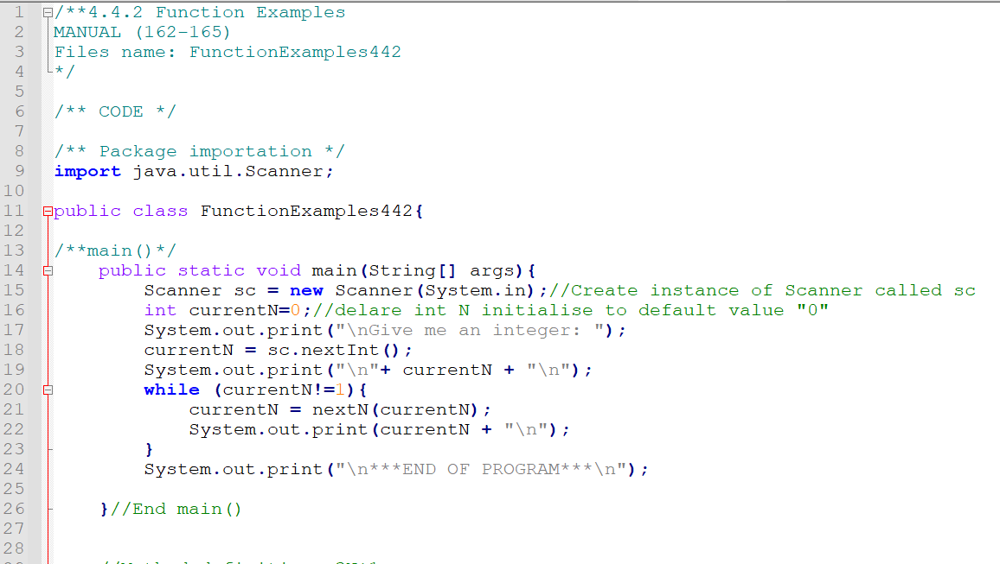 1 /**4.4.2 Function Examples
2 MANUAL (162-165)
3 Files name: FunctionExamples442
4 */
5
6 /** CODE */
7
8 /** Package importation */
9 import java.util.Scanner;
10
11 public class FunctionExamples442{
12
13 /**main()*/
14     public static void main(String[] args){
15         Scanner sc = new Scanner(System.in);//Create instance of Scanner called sc
16         int currentN=0;//delare int N initialise to default value "0"
17         System.out.print("\nGive me an integer: ");
18         currentN = sc.nextInt();
19         System.out.print("\n"+ currentN + "\n");
20         while (currentN!=1){
21             currentN = nextN(currentN);
22             System.out.print(currentN + "\n");
23         }
24         System.out.print("\n***END OF PROGRAM***\n");
25
26     }//End main()
27
28